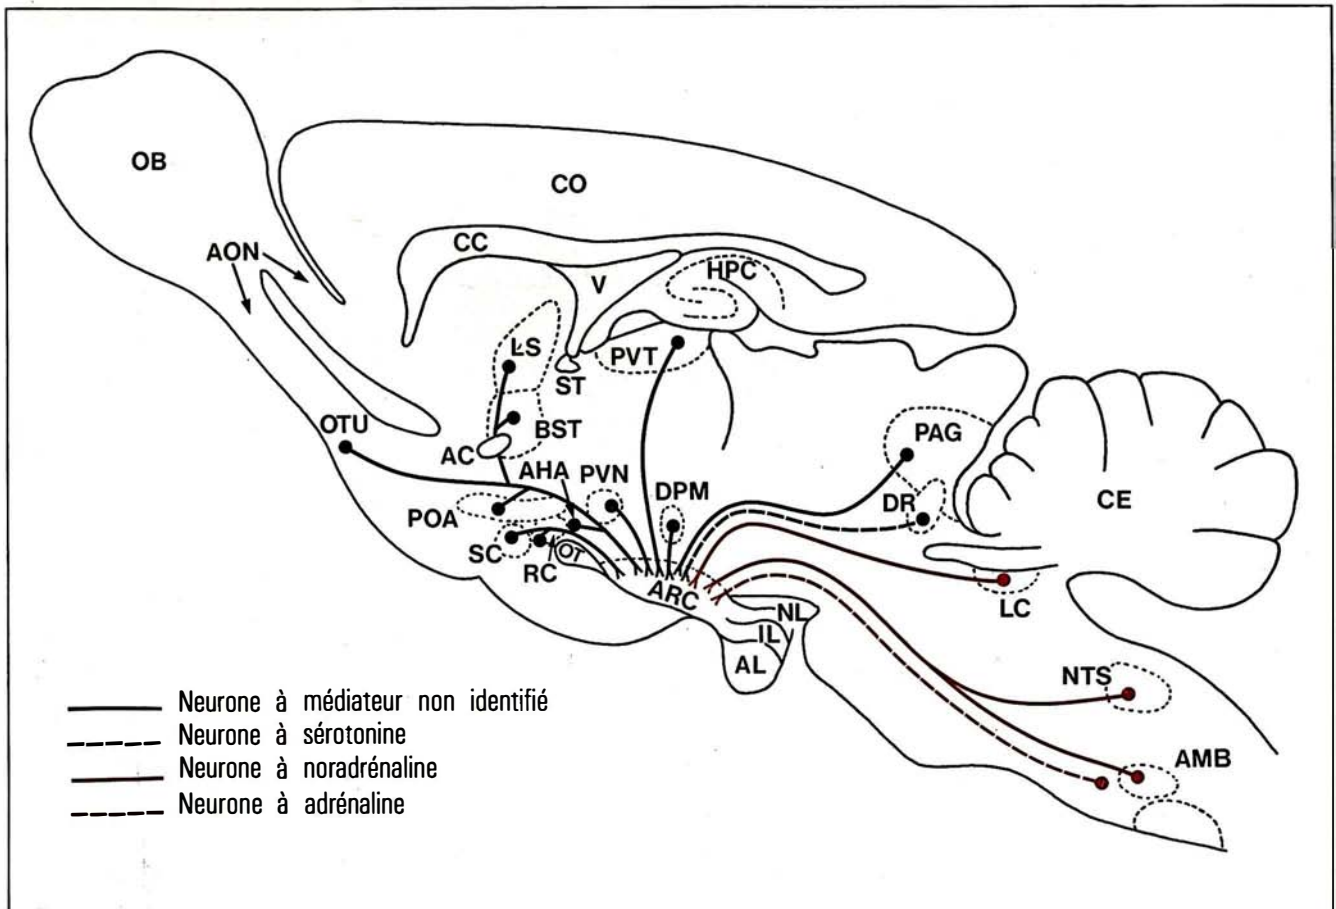 OB
CO
AON
CC
V
HPC
LS
ST
PVT
OTU
BST
AC
AHA
PVN
DPM
PAG
DR
CE
POA
SC
RC
OT
ARC
LC
NL
IL
AL
NTS
AMB
Neurone à médiateur non identifié
Neurone à sérotonine
Neurone à noradrénaline
Neurone à adrénaline